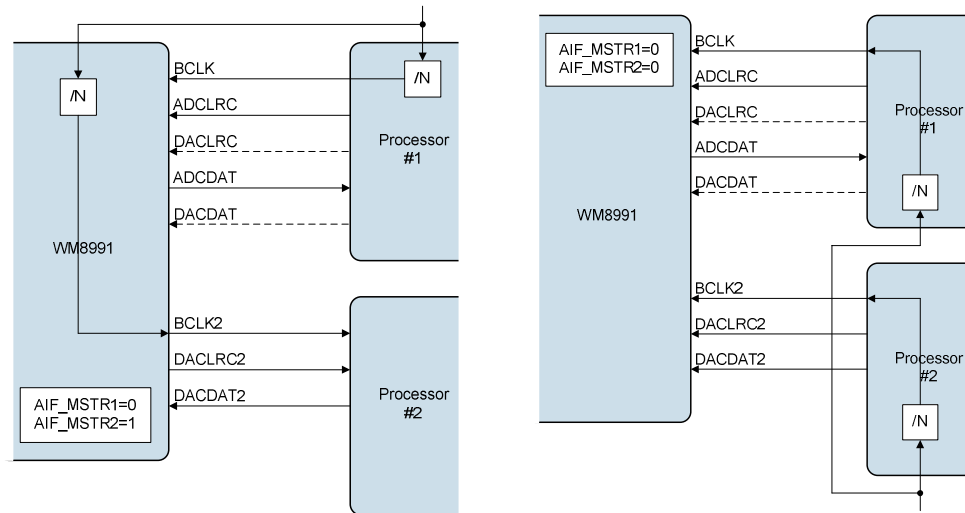 /N
/N
BCLK
ADCLRC
DACLRC
ADCDAT
DACDAT
Processor
#1
WM8991
BCLK2
DACLRC2
DACDAT2
Processor
#2
AIF_MSTR1=0
AIF_MSTR2=1
AIF_MSTR1=0
AIF_MSTR2=0
BCLK
ADCLRC
DACLRC
ADCDAT
DACDAT
Processor
#1
/N
WM8991
BCLK2
DACLRC2
DACDAT2
Processor
#2
/N